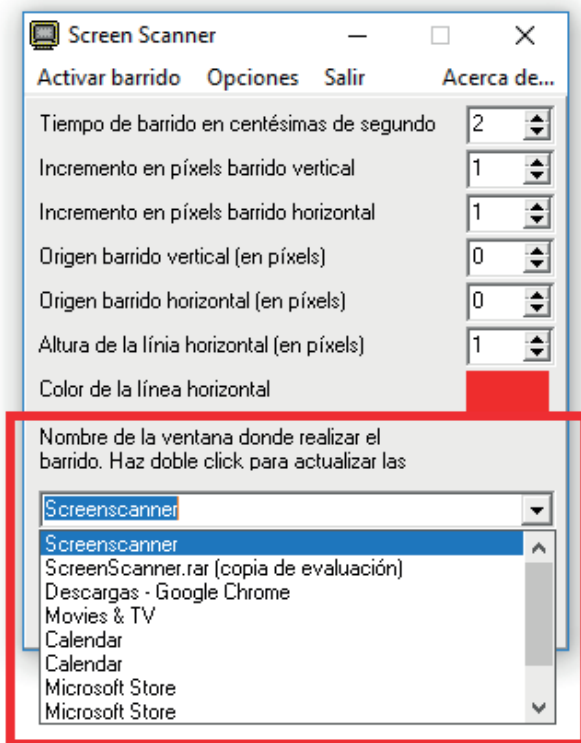 Screen Scanner
Activar barrido Opciones Salir Acerca de...
Tiempo de barrido en centésimas de segundo 2
Incremento en píxels barrido vertical 1
Incremento en píxels barrido horizontal 1
Origen barrido vertical (en píxels) 0
Origen barrido horizontal (en píxels) 0
Altura de la línia horizontal (en píxels) 1
Color de la línea horizontal
Nombre de la ventana donde realizar el
barrido. Haz doble click para actualizar las
Screenscanner
Screenscanner
ScreenScanner.rar (copia de evaluación)
Descargas - Google Chrome
Movies & TV
Calendar
Calendar
Microsoft Store
Microsoft Store